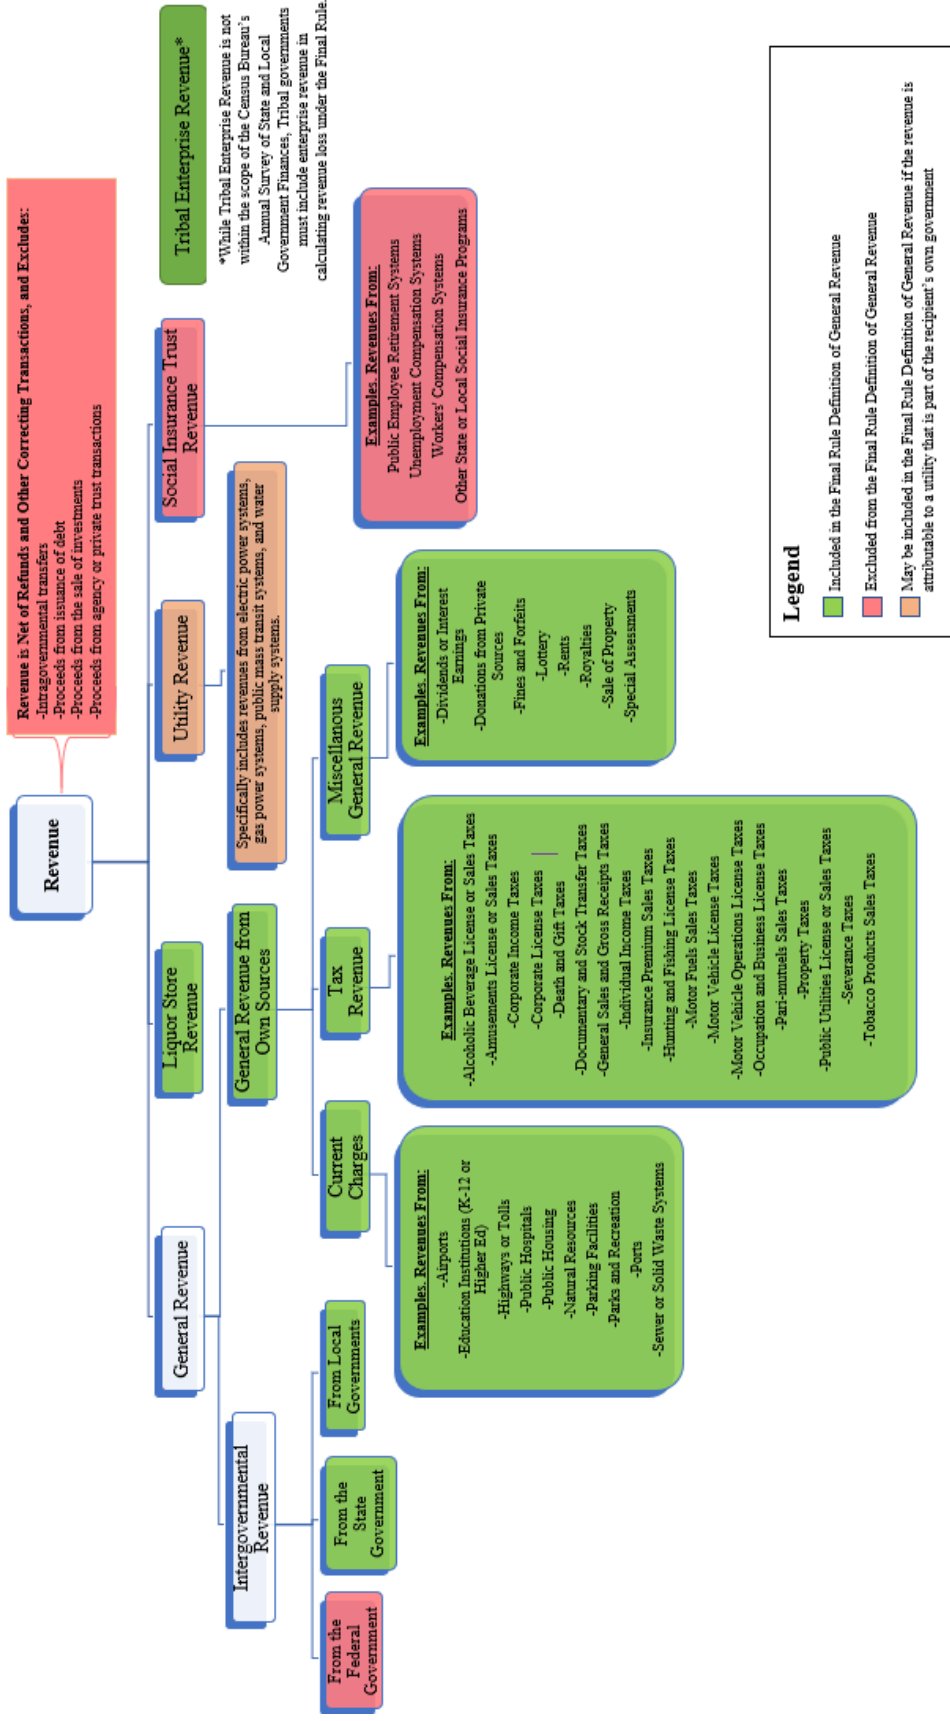 Revenue
Revenue is Net of Refunds and Other Correcting Transactions, and Excludes:
-Intragovernmental transfers
-Proceeds from issuance of debt
-Proceeds from the sale of investments
-Proceeds from agency or private trust transactions
General Revenue
Liquor Store
Revenue
Utility Revenue
Social Insurance Trust
Revenue
Tribal Enterprise Revenue*
*While Tribal Enterprise Revenue is not
within the scope of the Census Bureau's
Annual Survey of State and Local
Government Finances, Tribal governments
must include enterprise revenue in
calculating revenue loss under the Final Rule.
Intergovernmental
Revenue
General Revenue from
Own Sources
Specifically includes revenues from electric power systems,
gas power systems, public mass transit systems, and water
supply systems.
From the
Federal
Government
From the
State
Government
From Local
Governments
Current
Charges
Tax
Revenue
Miscellanous
General Revenue
Examples. Revenues From:
Public Employee Retirement Systems
Unemployment Compensation Systems
Workers' Compensation Systems
Other State or Local Social Insurance Programs
Examples. Revenues From:
-Airports
-Education Institutions (K-12 or
Higher Ed)
-Highways or Tolls
-Public Hospitals
-Public Housing
-Natural Resources
-Parking Facilities
-Parks and Recreation
-Ports
-Sewer or Solid Waste Systems
Examples. Revenues From:
-Alcoholic Beverage License or Sales Taxes
-Amusements License or Sales Taxes
-Corporate Income Taxes
-Corporate License Taxes
-Death and Gift Taxes
-Documentary and Stock Transfer Taxes
-General Sales and Gross Receipts Taxes
-Individual Income Taxes
-Insurance Premium Sales Taxes
-Hunting and Fishing License Taxes
-Motor Fuels Sales Taxes
-Motor Vehicle License Taxes
-Motor Vehicle Operations License Taxes
-Occupation and Business License Taxes
-Pari-mutuels Sales Taxes
-Property Taxes
-Public Utilities License or Sales Taxes
-Severance Taxes
-Tobacco Products Sales Taxes
Examples. Revenues From:
-Dividends or Interest
Earnings
-Donations from Private
Sources
-Fines and Forfeits
-Lottery
-Rents
-Royalties
-Sale of Property
-Special Assessments
Legend
Included in the Final Rule Definition of General Revenue
Excluded from the Final Rule Definition of General Revenue
May be included in the Final Rule Definition of General Revenue if the revenue is
attributable to a utility that is part of the recipient's own government